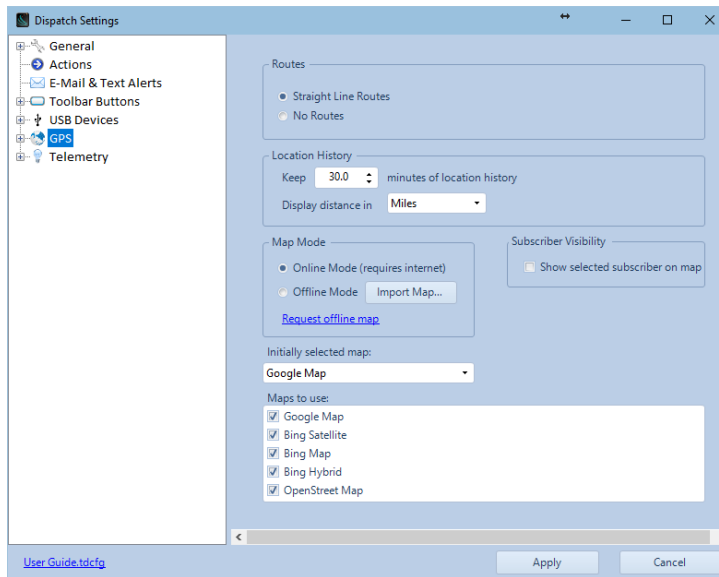 Dispatch Settings
General
Actions
E-Mail & Text Alerts
Toolbar Buttons
USB Devices
GPS
Telemetry
Routes
Straight Line Routes
No Routes
Location History
Keep 30.0 minutes of location history
Display distance in Miles
Map Mode
Online Mode (requires internet)
Offline Mode Import Map...
Request offline map
Subscriber Visibility
Show selected subscriber on map
Initially selected map:
Google Map
Maps to use:
Google Map
Bing Satellite
Bing Map
Bing Hybrid
OpenStreet Map
User Guide.tdcfg
Apply Cancel